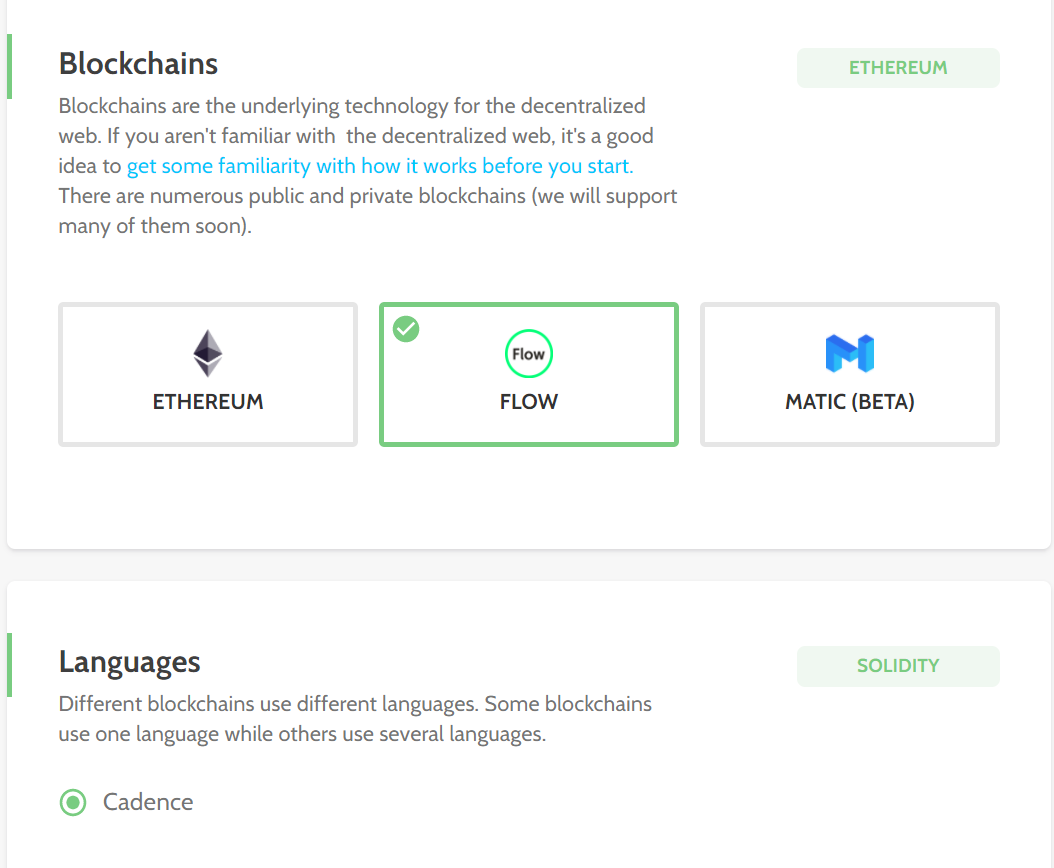 Blockchains
ETHEREUM
Blockchains are the underlying technology for the decentralized
web. If you aren't familiar with  the decentralized web, it's a good
idea to get some familiarity with how it works before you start.
There are numerous public and private blockchains (we will support
many of them soon).
Flow
ETHEREUM
FLOW
MATIC (BETA)
Languages
SOLIDITY
Different blockchains use different languages. Some blockchains
use one language while others use several languages.
Cadence